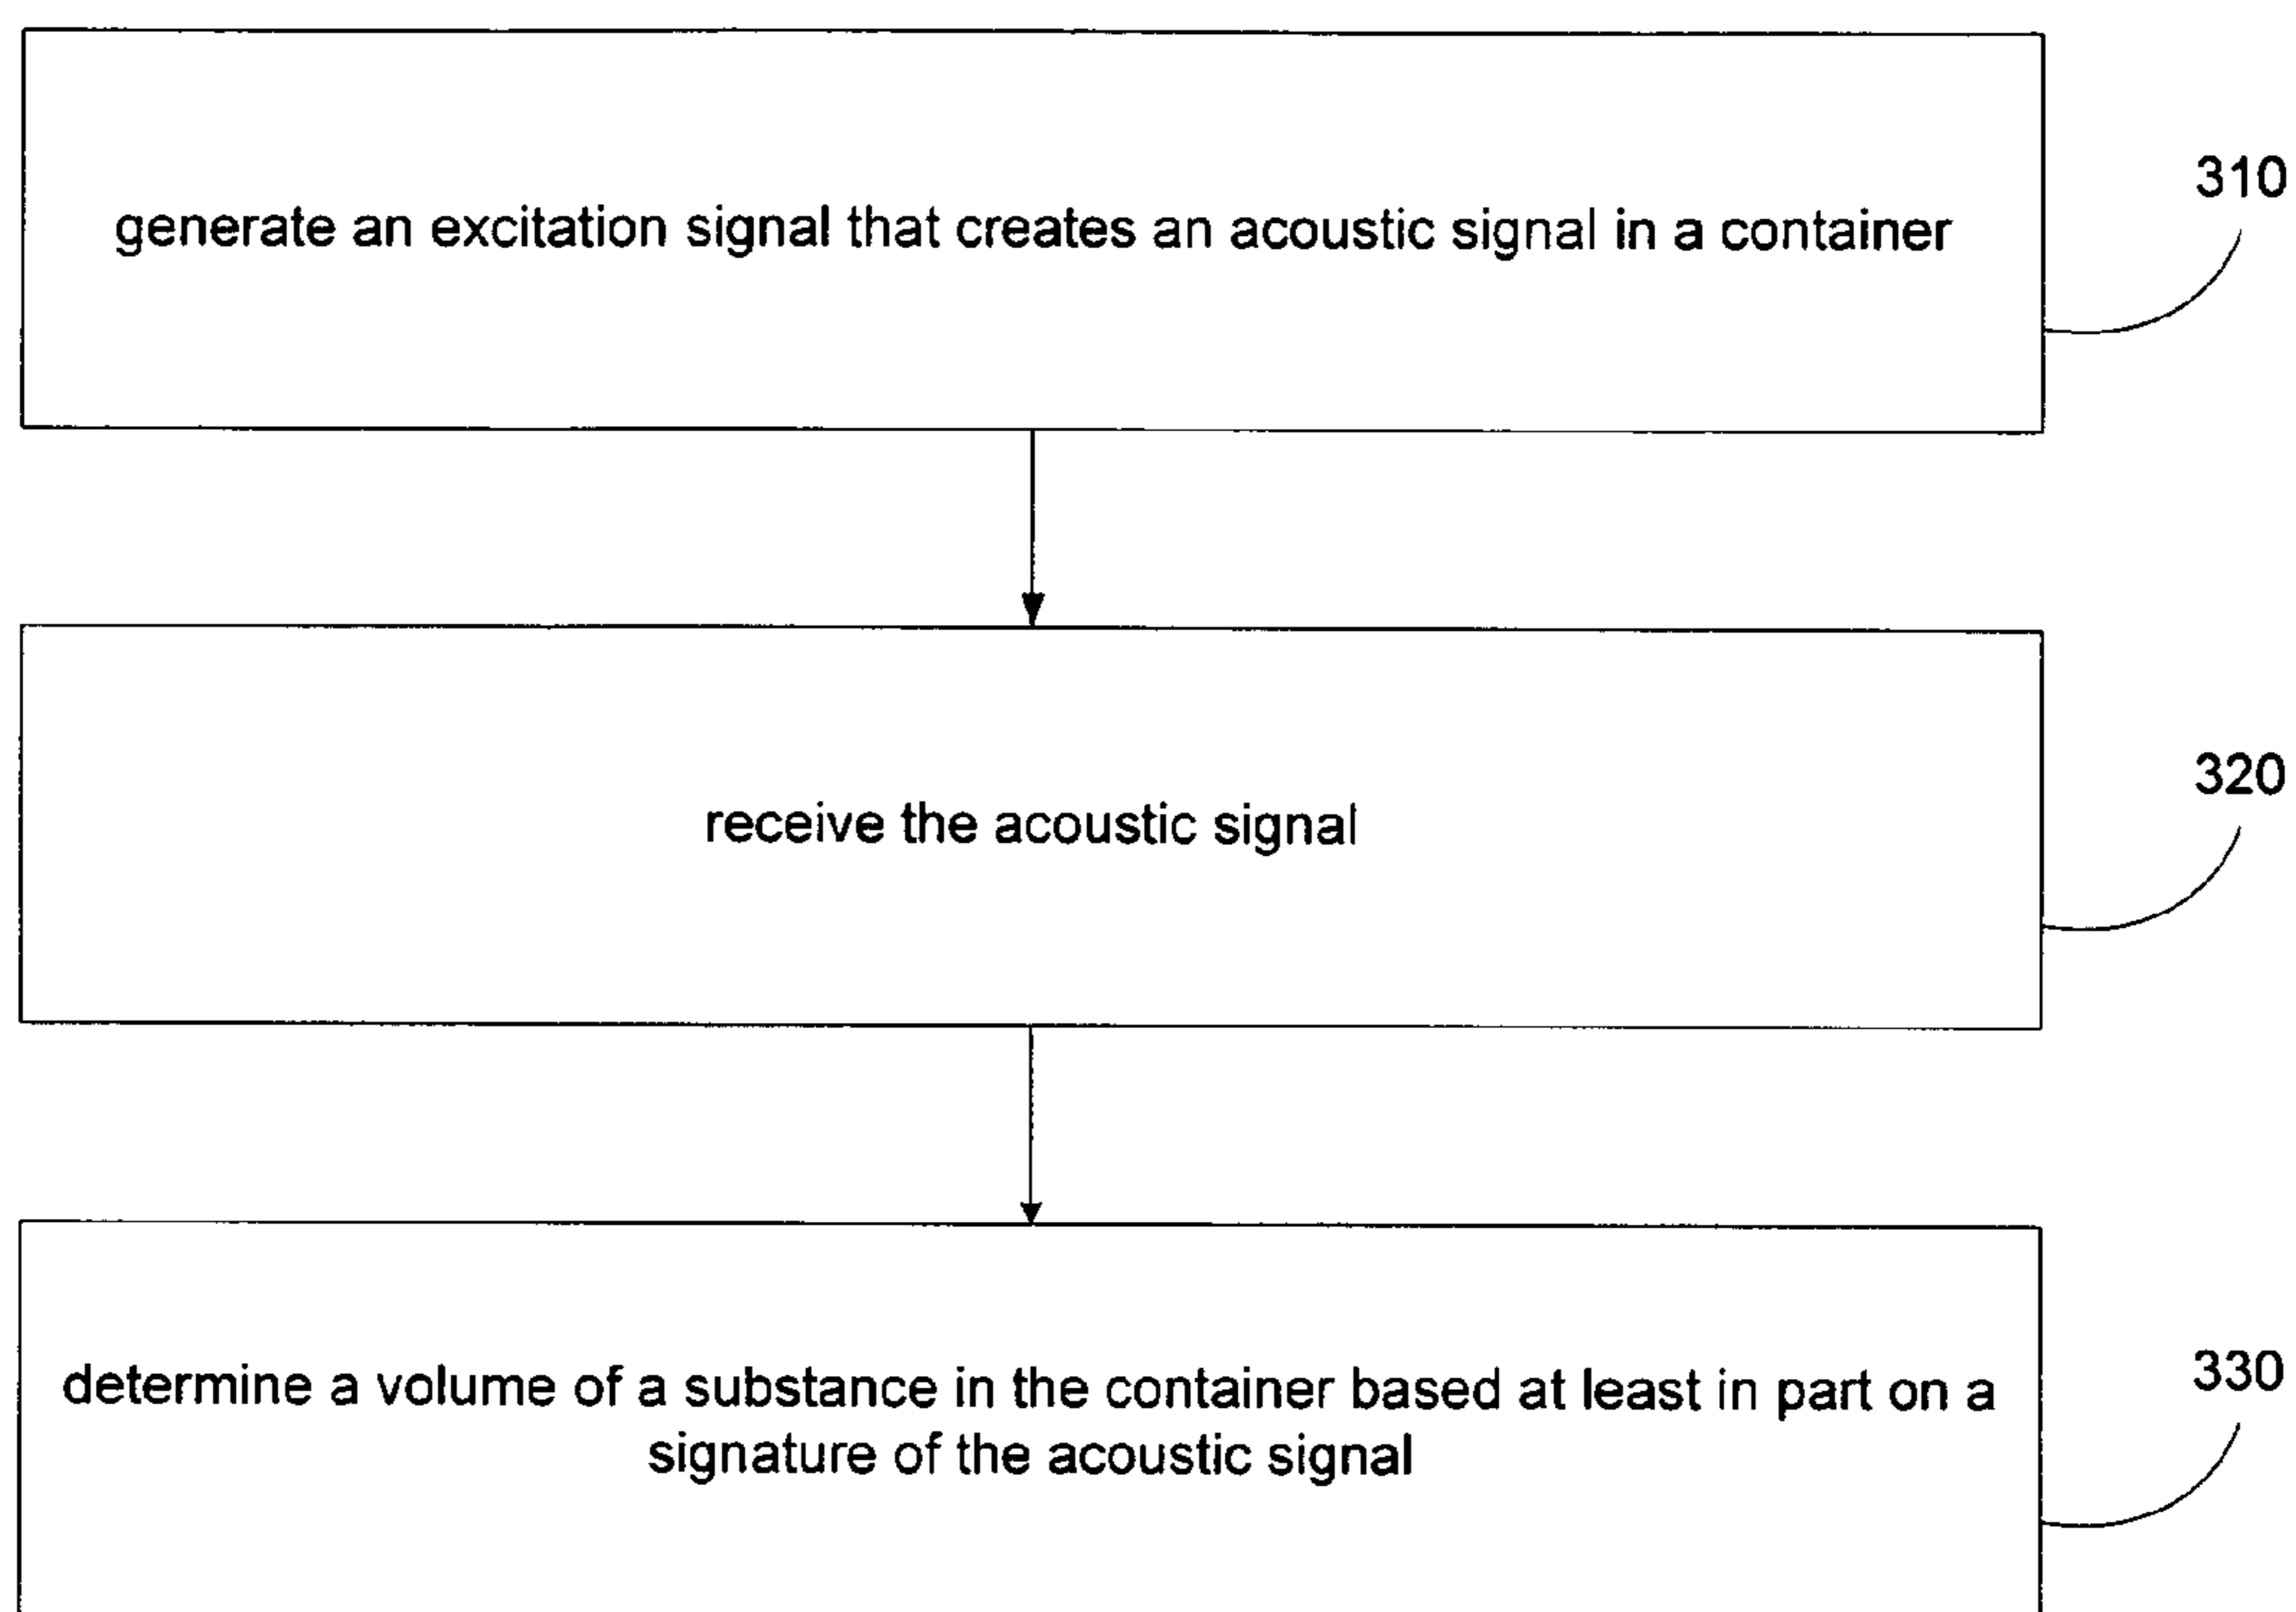 generate an excitation signal that creates an acoustic signal in a container
310
receive the acoustic signal
320
determine a volume of a substance in the container based at least in part on a
signature of the acoustic signal
330